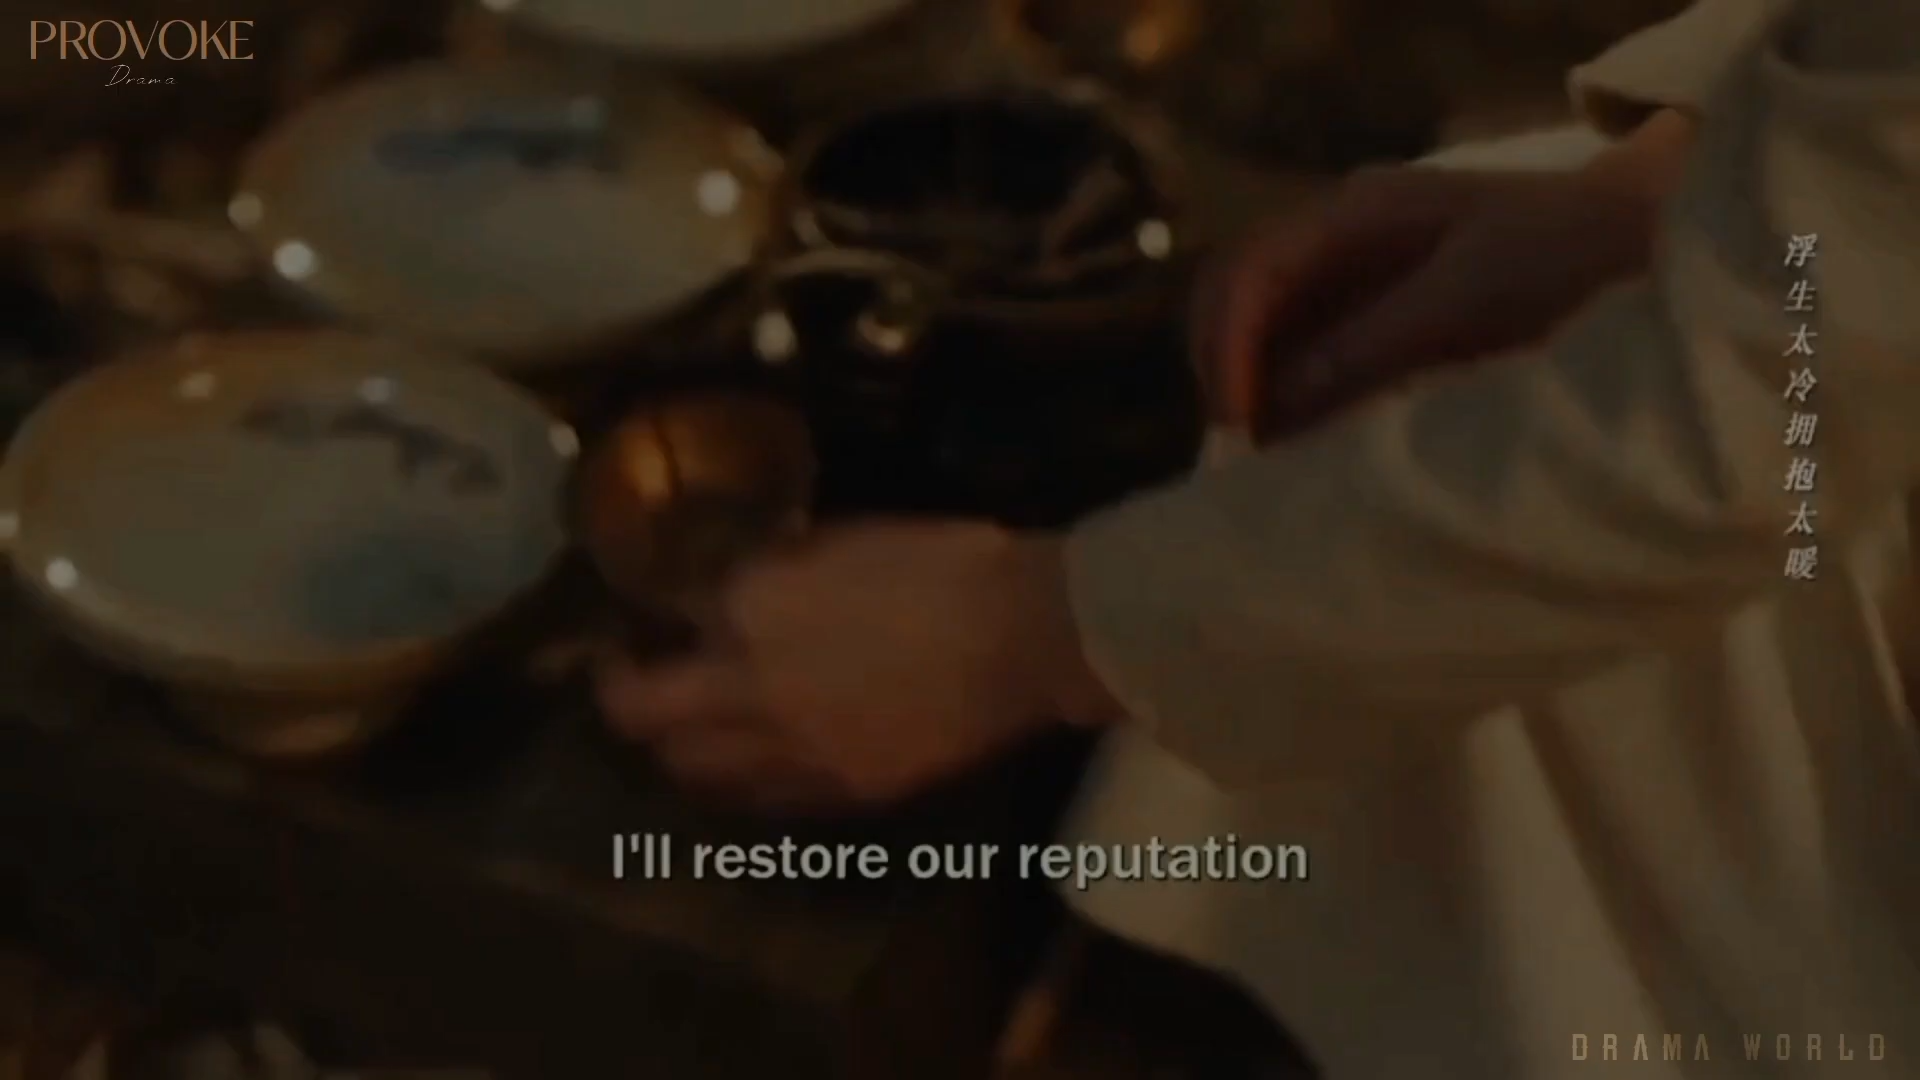 PROVOKE
Drama
浮生太冷拥抱太暖
I'll restore our reputation
DRAMA WORLD